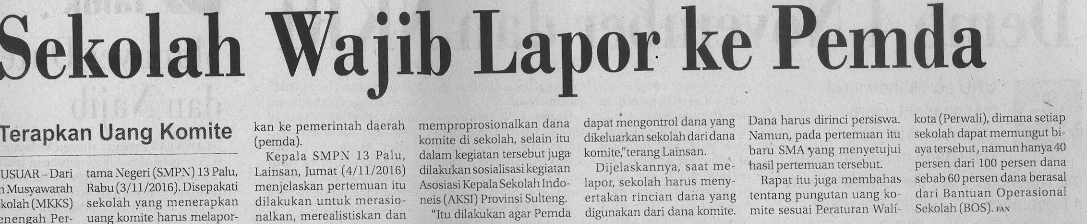 Sekolah Wajib Lapor ke Pemda
Terapkan Uang Komite
USUAR – Dari
Musyawarah
kolah (MKKS)
enengah Per-
tama Negeri (SMPN) 13 Palu,
Rabu (3/11/2016). Disepakati
sekolah yang menerapkan
uang komite harus melapor-
kan ke pemerintah daerah
(pemda).
Kepala SMPN 13 Palu,
Lainsan, Jumat (4/11/2016)
menjelaskan pertemuan itu
dilakukan untuk merasio-
nalkan, merealistiskan dan
memproprosionalkan dana
komite di sekolah, selain itu
dalam kegiatan tersebut juga
dilakukan sosialisasi kegiatan
Asosiasi Kepala Sekolah Indo-
neis (AKSI) Provinsi Sulteng.
"Itu dilakukan agar Pemda
dapat mengontrol dana yang
dikeluarkan sekolah dari dana
komite,"terang Lainsan.
Dijelaskannya, saat me-
lapor, sekolah harus meny-
ertakan rincian dana yang
digunakan dari dana komite.
Dana harus dirinci persiswa.
Namun, pada pertemuan itu
baru SMA yang menyetujui
hasil pertemuan tersebut.
Rapat itu juga membahas
tentang pungutan uang ko-
mite sesuai Peraturan Wali-
kota (Perwali), dimana setiap
sekolah dapat memungut bi-
aya tersebut, namun hanya 40
persen dari 100 persen dana
sebab 60 persen dana berasal
dari Bantuan Operasional
Sekolah (BOS). FAN